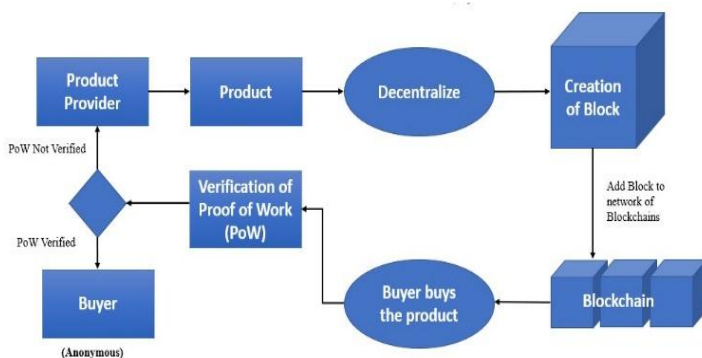 Product
Provider
Product
Decentralize
Creation
of Block
PoW Not Verified
Verification of
Proof of Work
(PoW)
Add Block to
network of
Blockchains
PoW Verified
Buyer
Buyer buys
the product
Blockchain
(Anonymous)